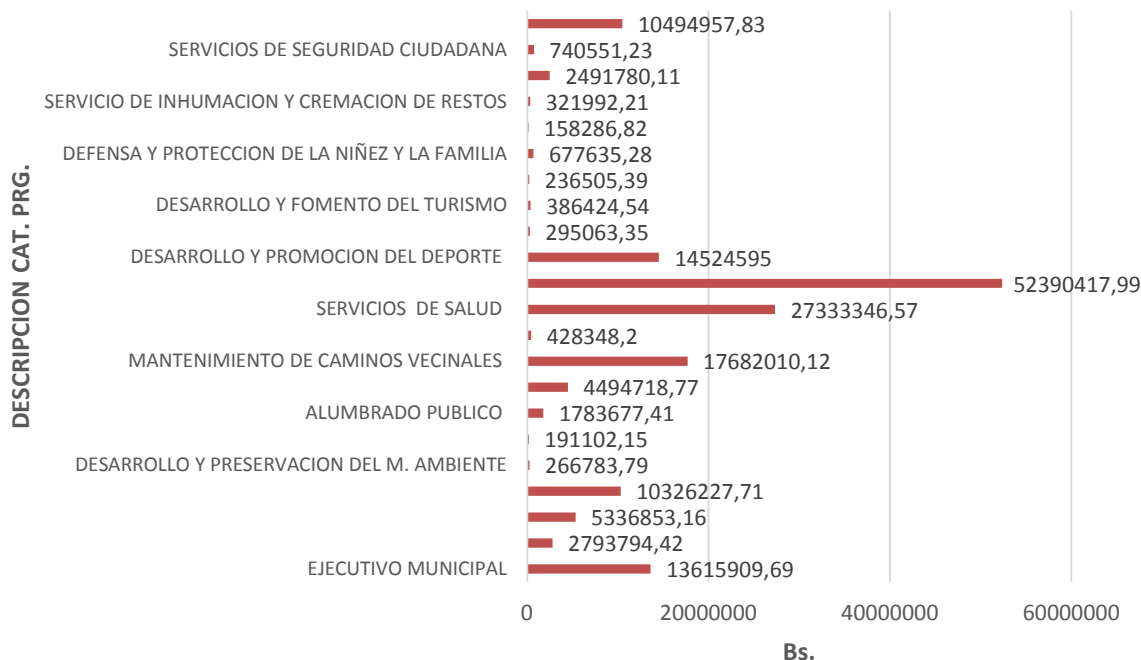 10494957,83
SERVICIOS DE SEGURIDAD CIUDADANA
740551,23
2491780,11
SERVICIO DE INHUMACION Y CREMACION DE RESTOS
321992,21
158286,82
DEFENSA Y PROTECCION DE LA NIÑEZ Y LA FAMILIA
677635,28
236505,39
DESARROLLO Y FOMENTO DEL TURISMO
386424,54
295063,35
DESARROLLO Y PROMOCION DEL DEPORTE
14524595
52390417,99
SERVICIOS DE SALUD
27333346,57
428348,2
MANTENIMIENTO DE CAMINOS VECINALES
17682010,12
4494718,77
ALUMBRADO PUBLICO
1783677,41
191102,15
DESARROLLO Y PRESERVACION DEL M. AMBIENTE
266783,79
10326227,71
5336853,16
2793794,42
EJECUTIVO MUNICIPAL
13615909,69
DESCRIPCION CAT. PRG.
0 20000000 40000000 60000000
Bs.